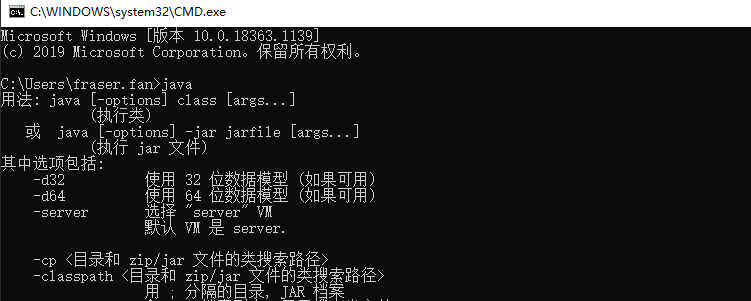 C:\WINDOWS\system32\CMD.exe
Microsoft Windows [版本 10.0.18363.1139]
(c) 2019 Microsoft Corporation。保留所有权利。
C:\Users\fraser.fan>java
用法: java [-options] class [args...]
(执行类)
或 java [-options] -jar jarfile [args...]
(执行 jar 文件)
其中选项包括:
-d32 使用 32 位数据模型 (如果可用)
-d64 使用 64 位数据模型 (如果可用)
-server 选择 "server" VM
默认 VM 是 server.
-cp <目录和 zip/jar 文件的类搜索路径>
-classpath <目录和 zip/jar 文件的类搜索路径>
用 ; 分隔的目录, JAR 档案